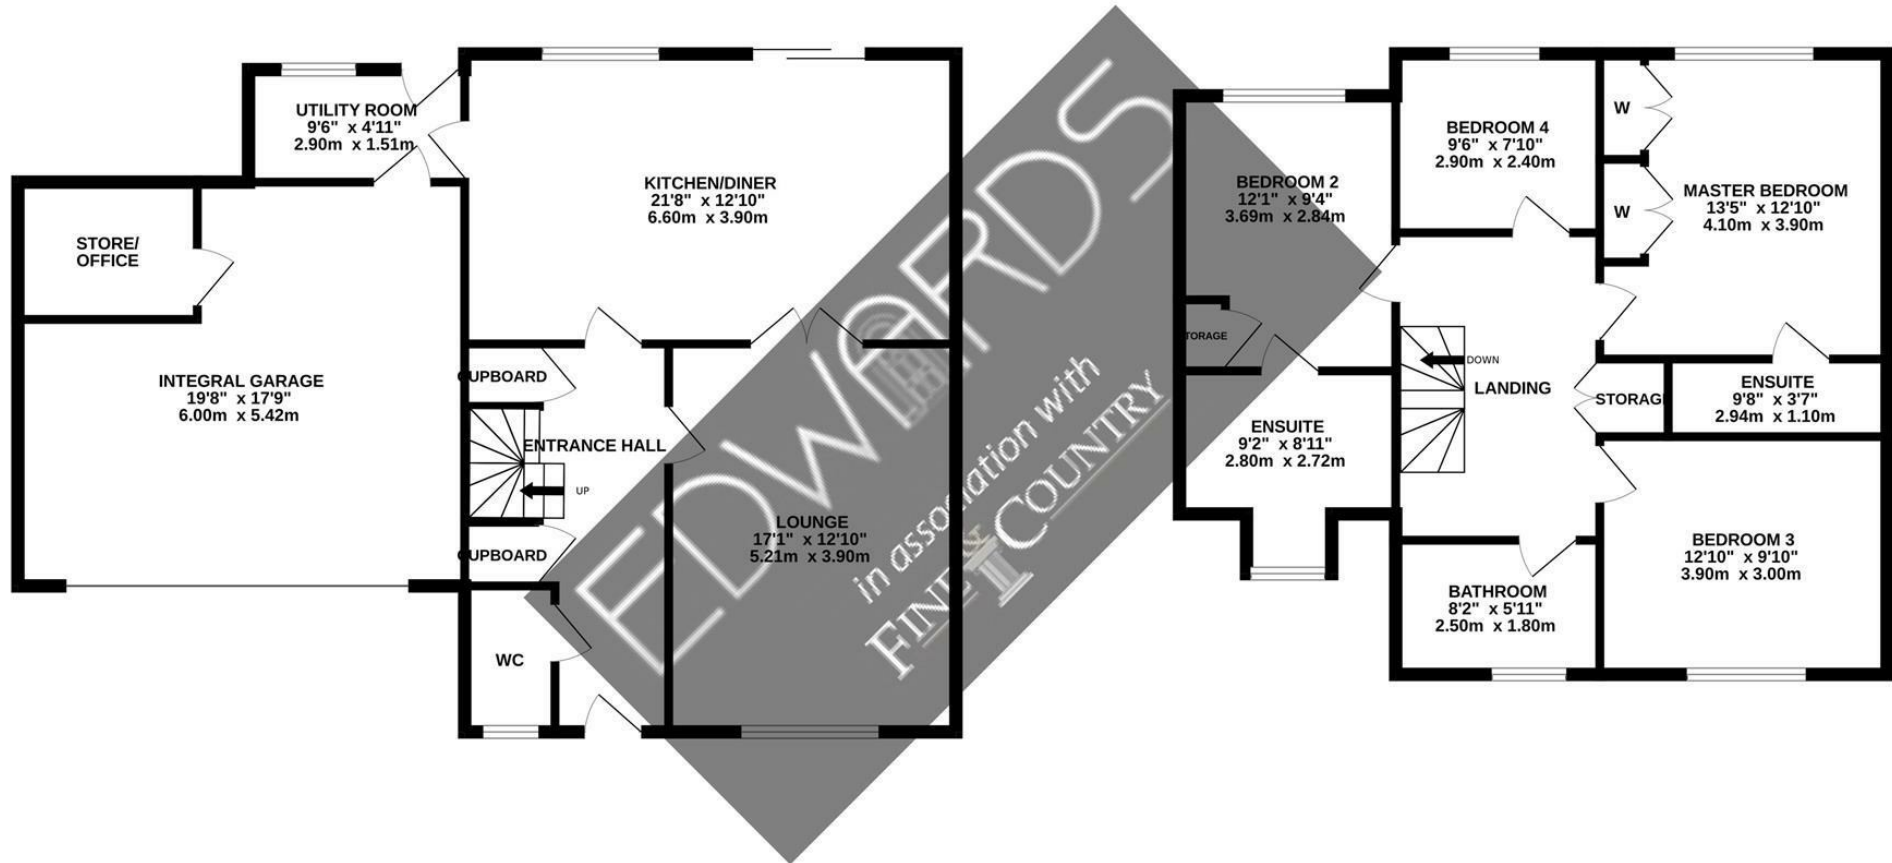 UTILITY ROOM
9'6" x 4'11"
2.90m x 1.51m
KITCHEN/DINER
21'8" x 12'10"
6.60m x 3.90m
STORE/
OFFICE
INTEGRAL GARAGE
19'8" x 17'9"
6.00m x 5.42m
CUPBOARD
ENTRANCE HALL
UP
CUPBOARD
WC
LOUNGE
17'1" x 12'10"
5.21m x 3.90m
EDWARDS
in association with
FINE & COUNTRY
BEDROOM 2
12'1" x 9'4"
3.69m x 2.84m
BEDROOM 4
9'6" x 7'10"
2.90m x 2.40m
W
W
MASTER BEDROOM
13'5" x 12'10"
4.10m x 3.90m
STORAGE
DOWN
LANDING
STORAGE
ENSUITE
9'8" x 3'7"
2.94m x 1.10m
ENSUITE
9'2" x 8'11"
2.80m x 2.72m
BEDROOM 3
12'10" x 9'10"
3.90m x 3.00m
BATHROOM
8'2" x 5'11"
2.50m x 1.80m